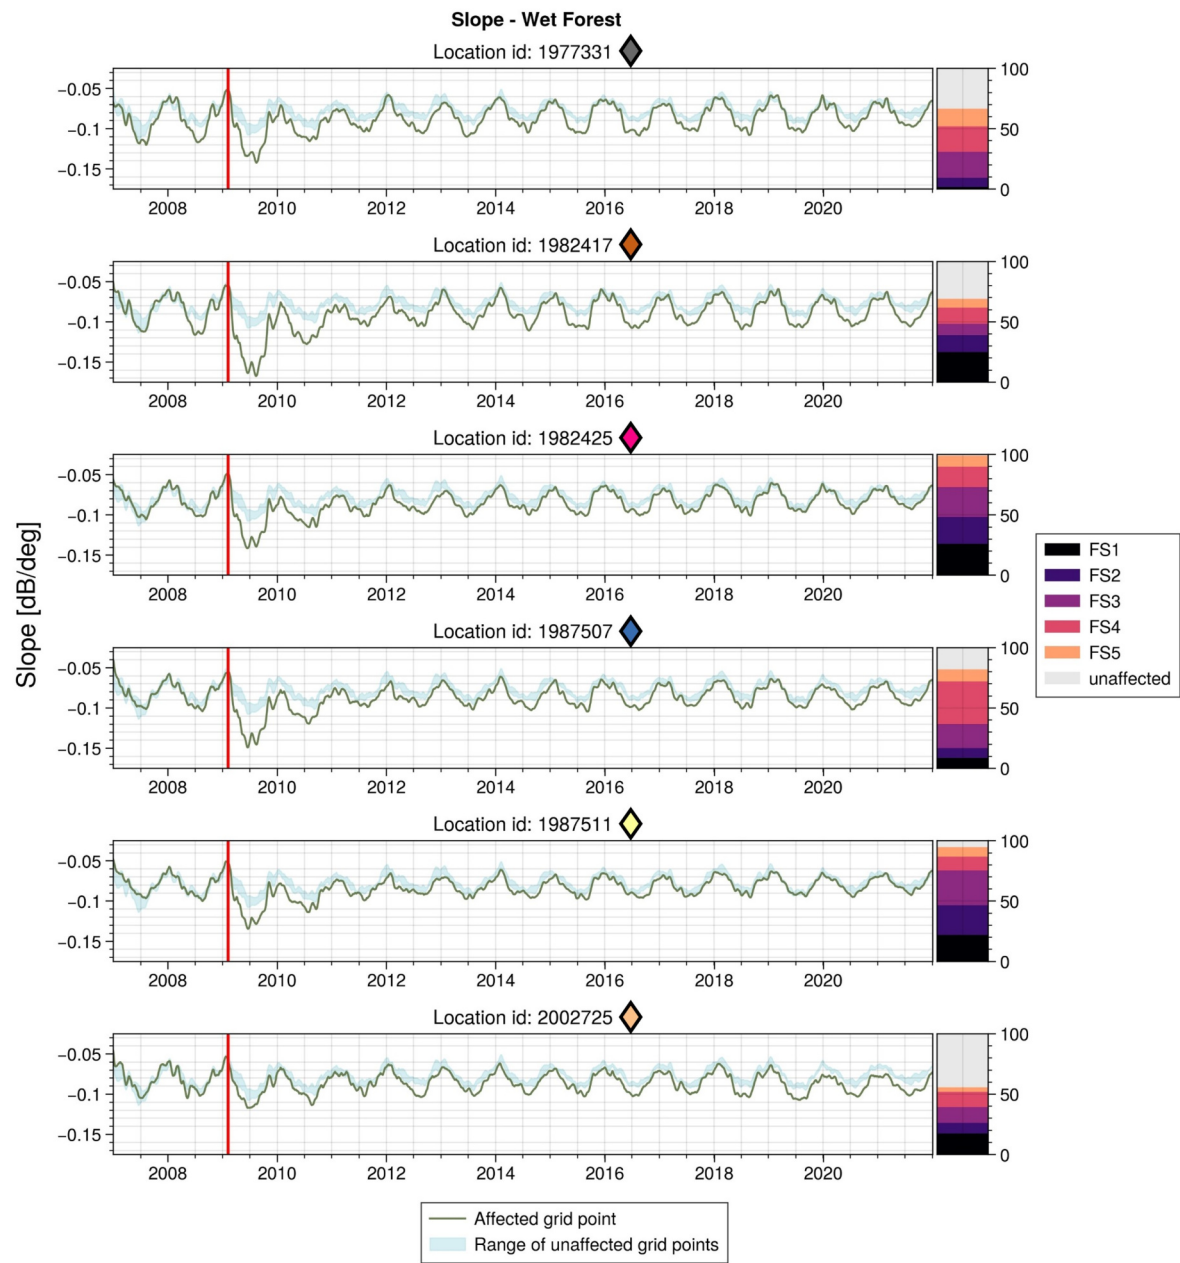 Slope - Wet Forest
Location id: 1977331
−0.05
−0.1
−0.15
100
50
0
2008 2010 2012 2014 2016 2018 2020
Location id: 1982417
−0.05
−0.1
−0.15
100
50
0
2008 2010 2012 2014 2016 2018 2020
Location id: 1982425
−0.05
−0.1
−0.15
100
50
0
2008 2010 2012 2014 2016 2018 2020
Slope [dB/deg]
FS1
FS2
FS3
FS4
FS5
unaffected
Location id: 1987507
−0.05
−0.1
−0.15
100
50
0
2008 2010 2012 2014 2016 2018 2020
Location id: 1987511
−0.05
−0.1
−0.15
100
50
0
2008 2010 2012 2014 2016 2018 2020
Location id: 2002725
−0.05
−0.1
−0.15
100
50
0
2008 2010 2012 2014 2016 2018 2020
Affected grid point
Range of unaffected grid points